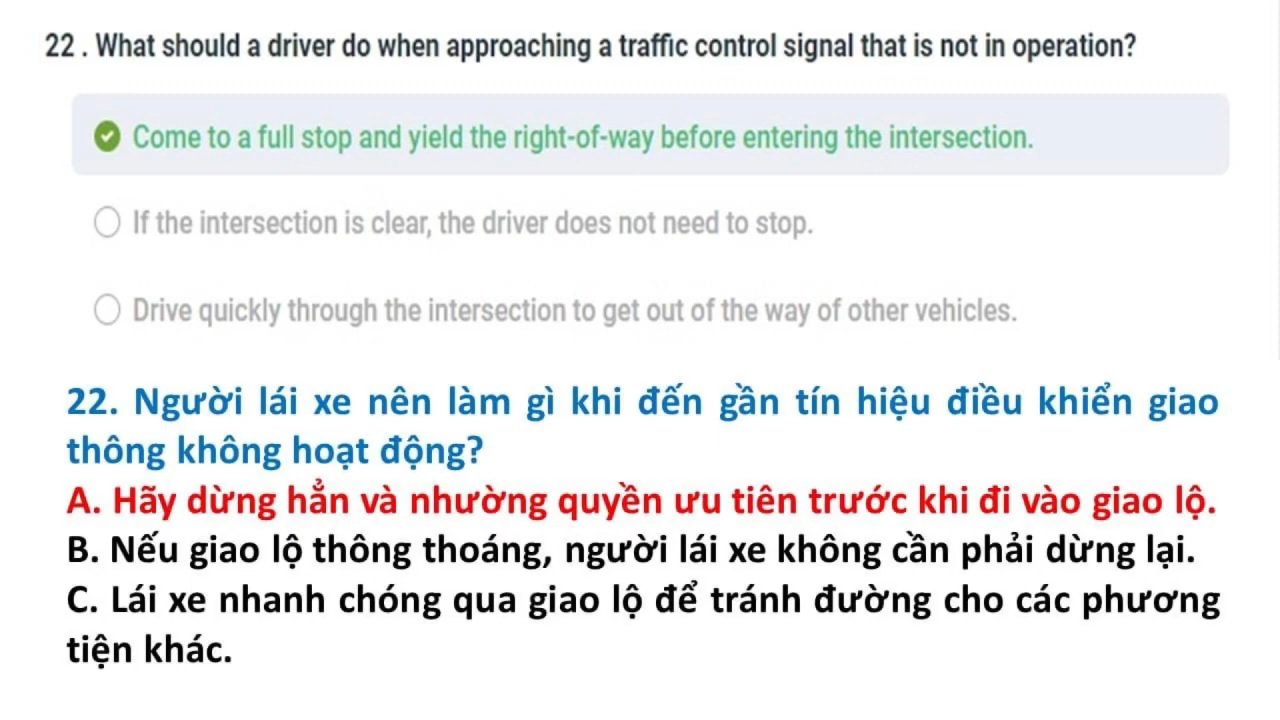 22 . What should a driver do when approaching a traffic control signal that is not in operation?
Come to a full stop and yield the right-of-way before entering the intersection.
If the intersection is clear, the driver does not need to stop.
Drive quickly through the intersection to get out of the way of other vehicles.
22. Người lái xe nên làm gì khi đến gần tín hiệu điều khiển giao
thông không hoạt động?
A. Hãy dừng hẳn và nhường quyền ưu tiên trước khi đi vào giao lộ.
B. Nếu giao lộ thông thoáng, người lái xe không cần phải dừng lại.
C. Lái xe nhanh chóng qua giao lộ để tránh đường cho các phương
tiện khác.